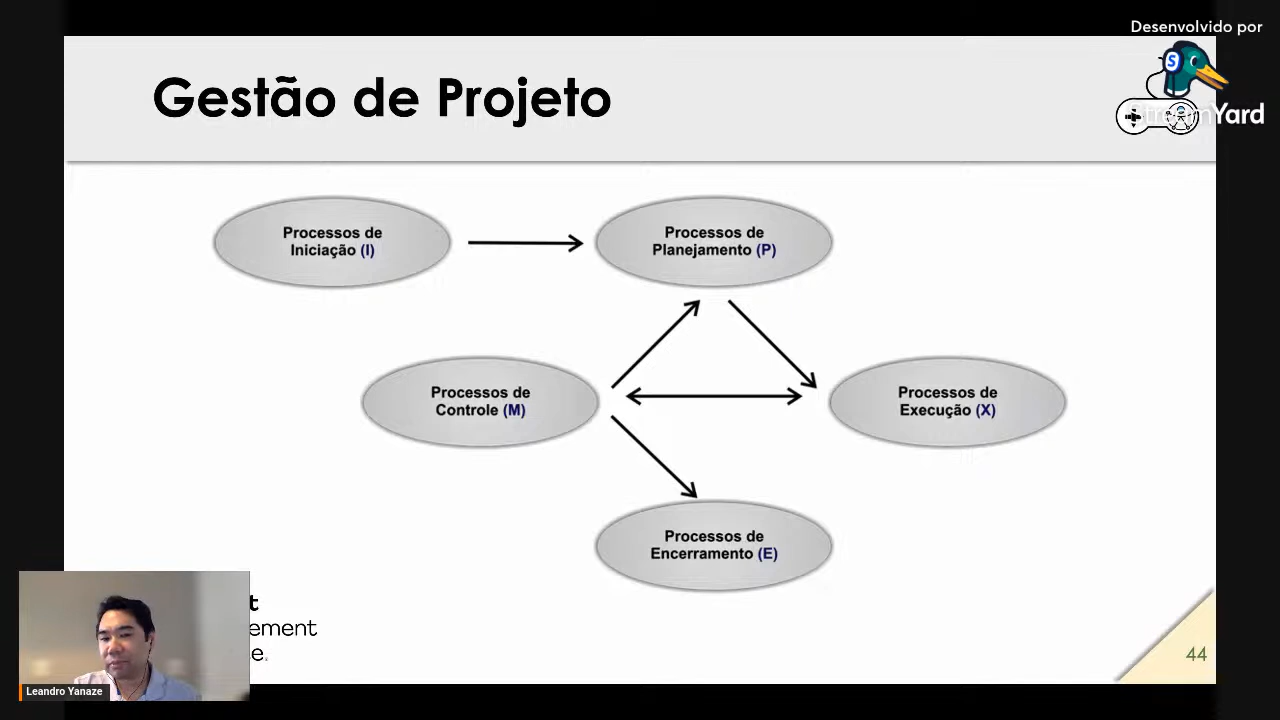 Desenvolvido por
StreamYard
Gestão de Projeto
Processos de
Iniciação (I)
Processos de
Planejamento (P)
Processos de
Controle (M)
Processos de
Execução (X)
Processos de
Encerramento (E)
t
ement
e.
Leandro Yanaze
44